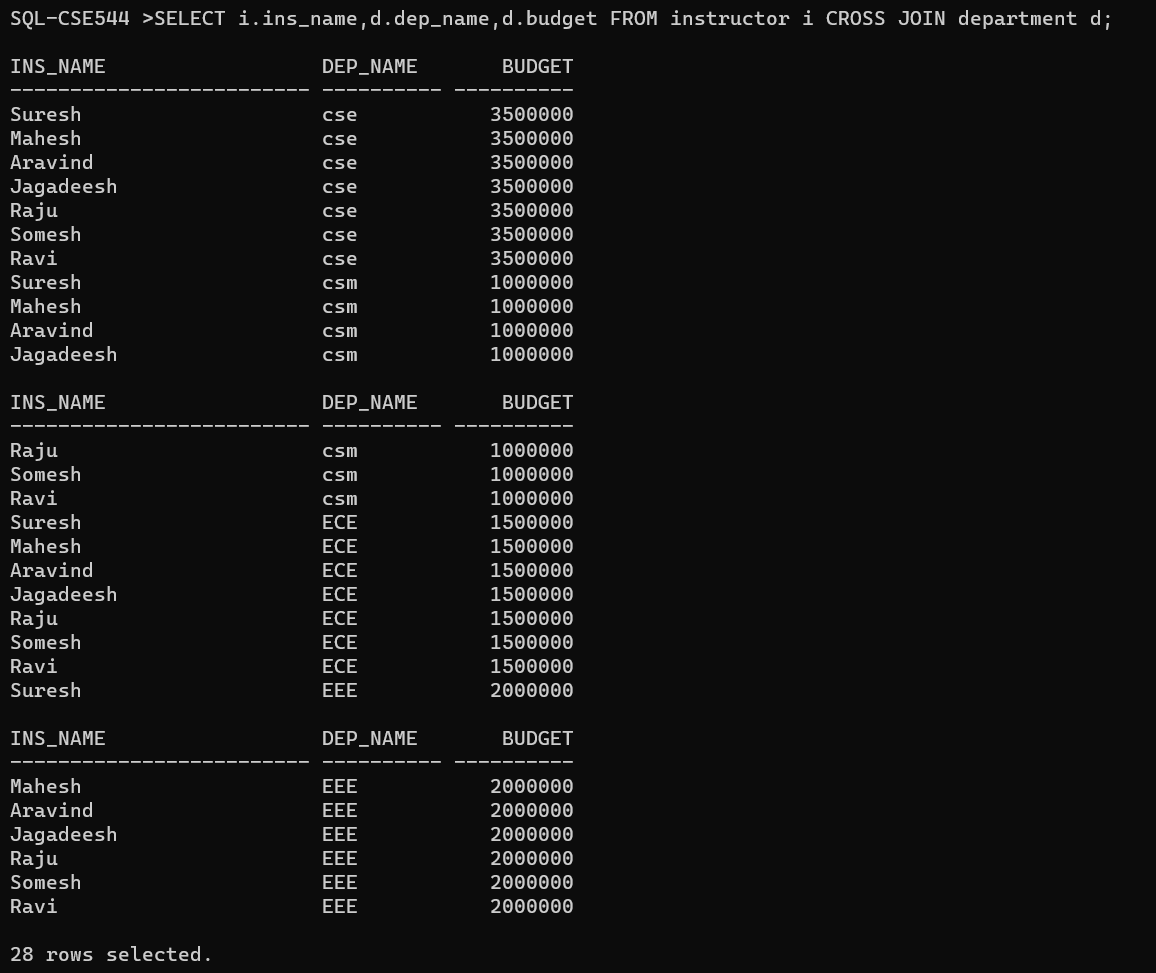 SQL-CSE544 >SELECT i.ins_name,d.dep_name,d.budget FROM instructor i CROSS JOIN department d;
INS_NAME                  DEP_NAME       BUDGET
------------------------- ---------- ----------
Suresh                    cse           3500000
Mahesh                    cse           3500000
Aravind                   cse           3500000
Jagadeesh                 cse           3500000
Raju                      cse           3500000
Somesh                    cse           3500000
Ravi                      cse           3500000
Suresh                    csm           1000000
Mahesh                    csm           1000000
Aravind                   csm           1000000
Jagadeesh                 csm           1000000
INS_NAME                  DEP_NAME       BUDGET
------------------------- ---------- ----------
Raju                      csm           1000000
Somesh                    csm           1000000
Ravi                      csm           1000000
Suresh                    ECE           1500000
Mahesh                    ECE           1500000
Aravind                   ECE           1500000
Jagadeesh                 ECE           1500000
Raju                      ECE           1500000
Somesh                    ECE           1500000
Ravi                      ECE           1500000
Suresh                    EEE           2000000
INS_NAME                  DEP_NAME       BUDGET
------------------------- ---------- ----------
Mahesh                    EEE           2000000
Aravind                   EEE           2000000
Jagadeesh                 EEE           2000000
Raju                      EEE           2000000
Somesh                    EEE           2000000
Ravi                      EEE           2000000
28 rows selected.